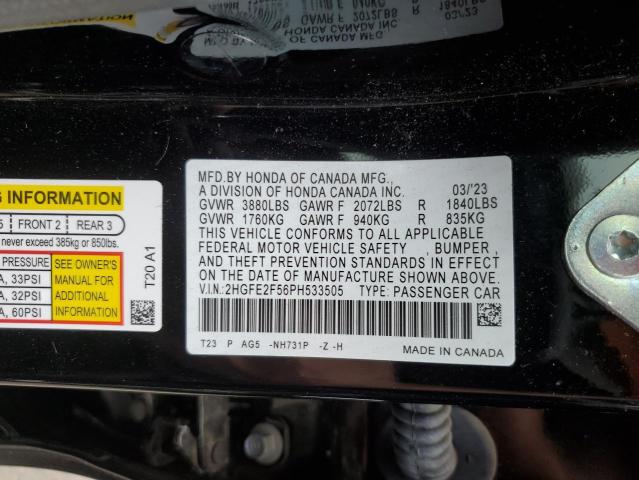 MFD.BY HONDA OF CANADA MFG.,
A DIVISION OF HONDA CANADA INC. 03/'23
GVWR 3880LBS GAWR F 2072LBS R 1840LBS
GVWR 1760KG GAWR F 940KG R 835KG
THIS VEHICLE CONFORMS TO ALL APPLICABLE
FEDERAL MOTOR VEHICLE SAFETY , BUMPER ,
AND THEFT PREVENTION STANDARDS IN EFFECT
ON THE DATE OF MANUFACTURE SHOWN ABOVE.
V.I.N.:2HGFE2F56PH533505 TYPE: PASSENGER CAR
T23 P AG5 -NH731P -Z -H
MADE IN CANADA
G INFORMATION
5 FRONT 2 REAR 3
never exceed 385kg or 850lbs.
PRESSURE SEE OWNER'S
A, 33PSI MANUAL FOR
A, 32PSI ADDITIONAL
A, 60PSI INFORMATION
T20 A1